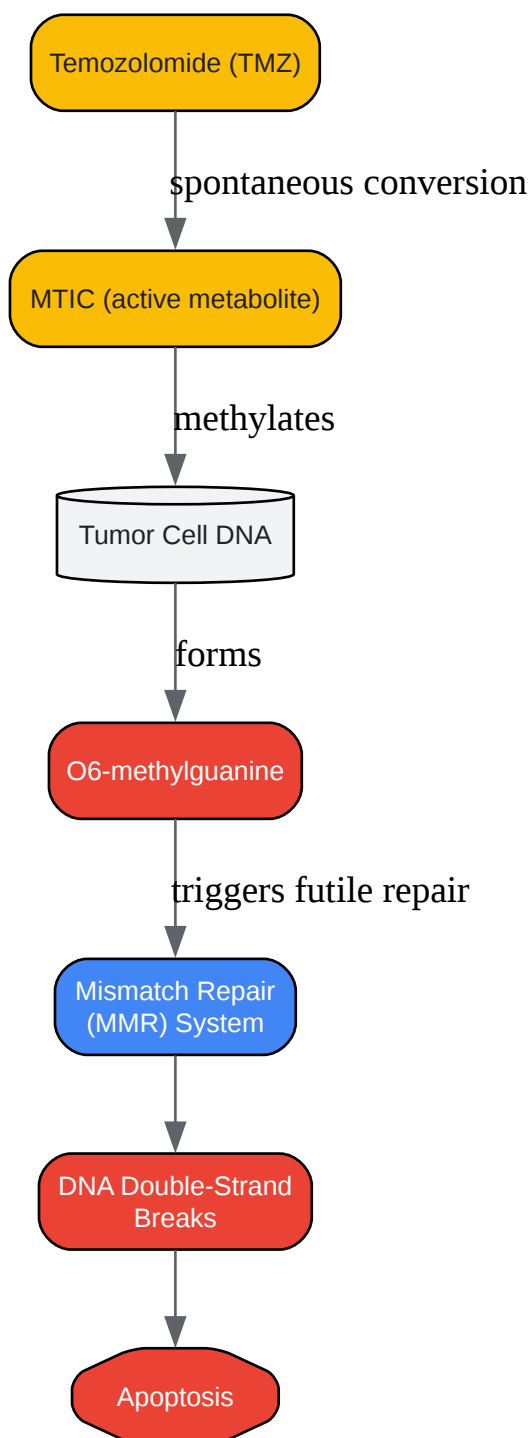 Temozolomide (TMZ)
spontaneous conversion
MTIC (active metabolite)
methylates
Tumor Cell DNA
forms
O6-methylguanine
triggers futile repair
Mismatch Repair
(MMR) System
DNA Double-Strand
Breaks
Apoptosis